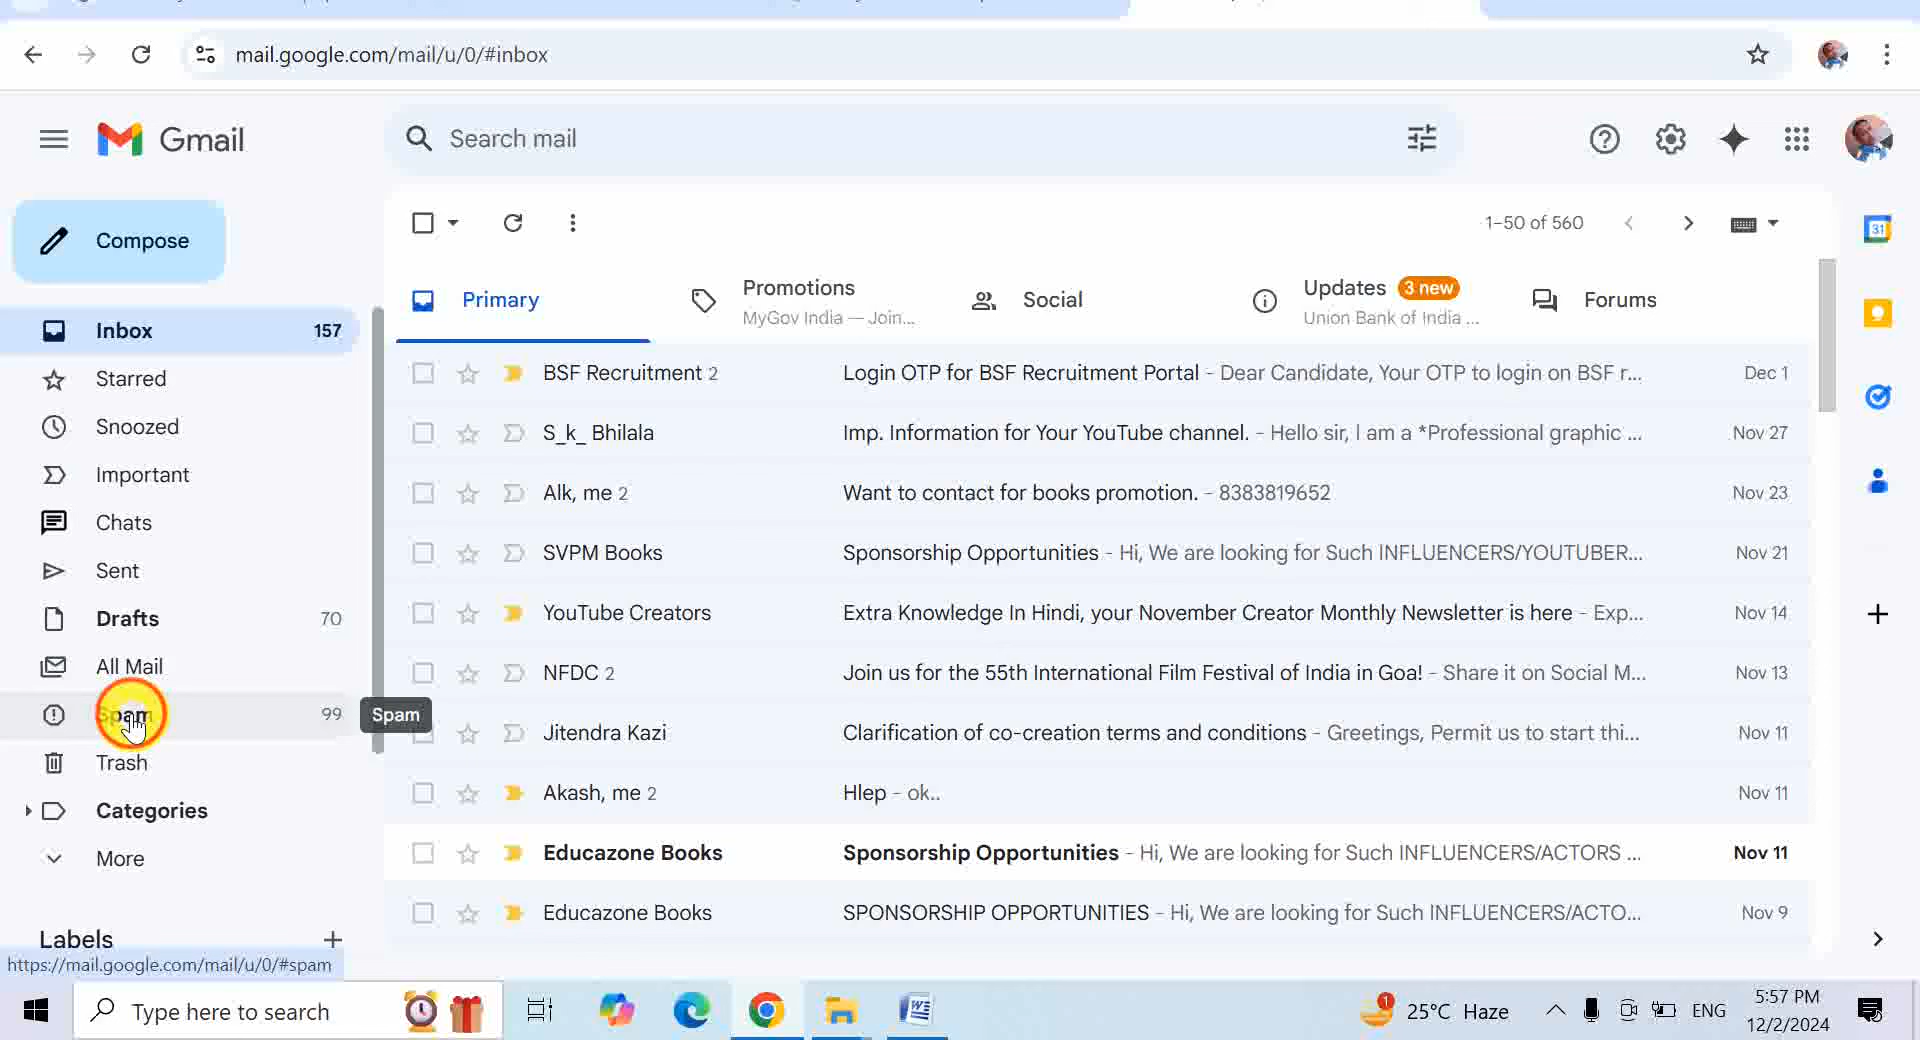 mail.google.com/mail/u/0/#inbox
Gmail
Search mail
Compose
1–50 of 560
Primary
Promotions
MyGov India — Join...
Social
Updates 3 new
Union Bank of India ...
Forums
Inbox 157
Starred
Snoozed
Important
Chats
Sent
Drafts 70
All Mail
Spam 99
Spam
Trash
Categories
More
Labels
BSF Recruitment 2 Login OTP for BSF Recruitment Portal - Dear Candidate, Your OTP to login on BSF r... Dec 1
S_k_ Bhilala Imp. Information for Your YouTube channel. - Hello sir, I am a *Professional graphic ... Nov 27
Alk, me 2 Want to contact for books promotion. - 8383819652 Nov 23
SVPM Books Sponsorship Opportunities - Hi, We are looking for Such INFLUENCERS/YOUTUBER... Nov 21
YouTube Creators Extra Knowledge In Hindi, your November Creator Monthly Newsletter is here - Exp... Nov 14
NFDC 2 Join us for the 55th International Film Festival of India in Goa! - Share it on Social M... Nov 13
Jitendra Kazi Clarification of co-creation terms and conditions - Greetings, Permit us to start thi... Nov 11
Akash, me 2 Hlep - ok.. Nov 11
Educazone Books Sponsorship Opportunities - Hi, We are looking for Such INFLUENCERS/ACTORS ... Nov 11
Educazone Books SPONSORSHIP OPPORTUNITIES - Hi, We are looking for Such INFLUENCERS/ACTO... Nov 9
31
https://mail.google.com/mail/u/0/#spam
Type here to search
1
25°C Haze
ENG
5:57 PM
12/2/2024